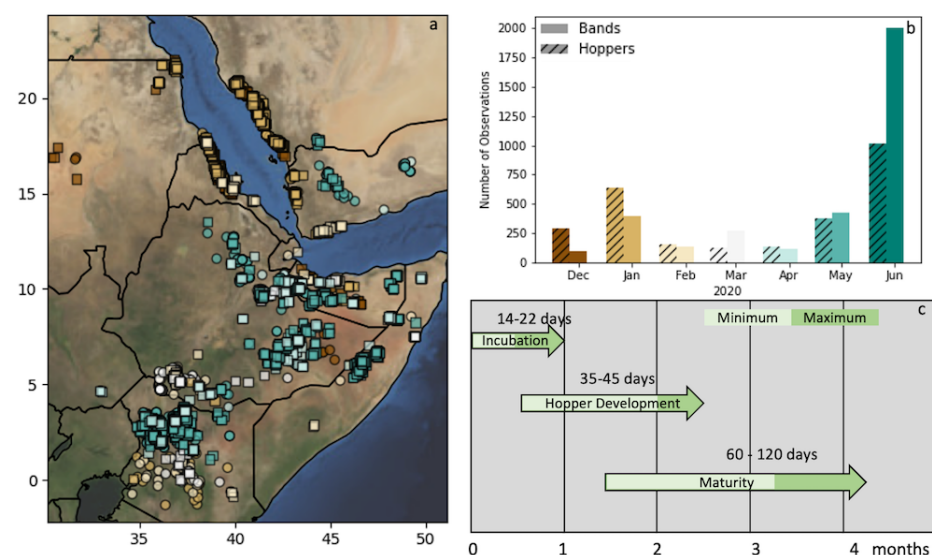 a
20
15
10
5
0
35 40 45 50
b
Bands
Hoppers
Number of Observations
2000
1750
1500
1250
1000
750
500
250
0
Dec Jan Feb Mar Apr May Jun
2020
c
14-22 days
Minimum Maximum
Incubation
35-45 days
Hopper Development
60 - 120 days
Maturity
0 1 2 3 4 months